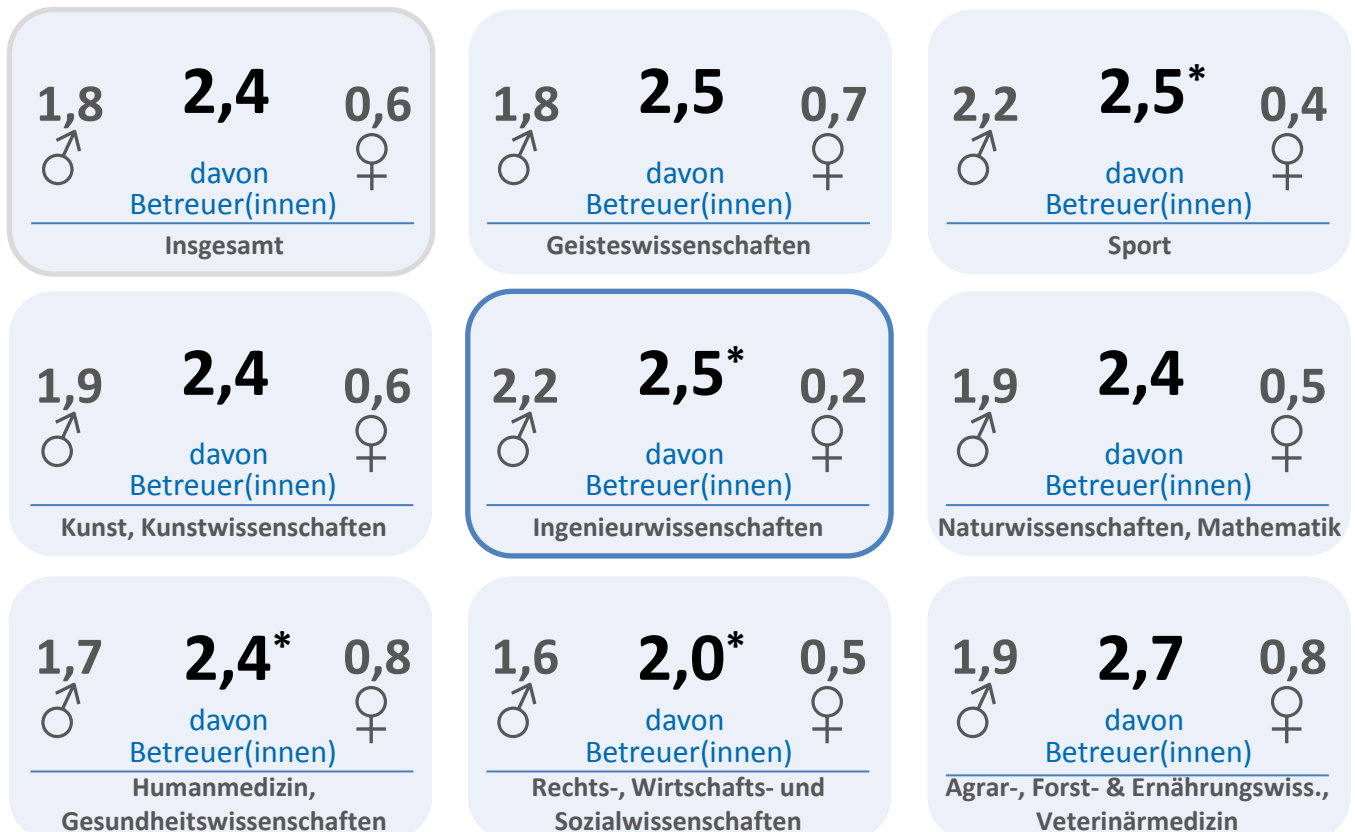 1,8 ♂ 2,4 0,6 ♀
davon
Betreuer(innen)
Insgesamt
1,8 ♂ 2,5 0,7 ♀
davon
Betreuer(innen)
Geisteswissenschaften
2,2 ♂ 2,5* 0,4 ♀
davon
Betreuer(innen)
Sport
1,9 ♂ 2,4 0,6 ♀
davon
Betreuer(innen)
Kunst, Kunstwissenschaften
2,2 ♂ 2,5* 0,2 ♀
davon
Betreuer(innen)
Ingenieurwissenschaften
1,9 ♂ 2,4 0,5 ♀
davon
Betreuer(innen)
Naturwissenschaften, Mathematik
1,7 ♂ 2,4* 0,8 ♀
davon
Betreuer(innen)
Humanmedizin,
Gesundheitswissenschaften
1,6 ♂ 2,0* 0,5 ♀
davon
Betreuer(innen)
Rechts-, Wirtschafts- und
Sozialwissenschaften
1,9 ♂ 2,7 0,8 ♀
davon
Betreuer(innen)
Agrar-, Forst- & Ernährungswiss.,
Veterinärmedizin